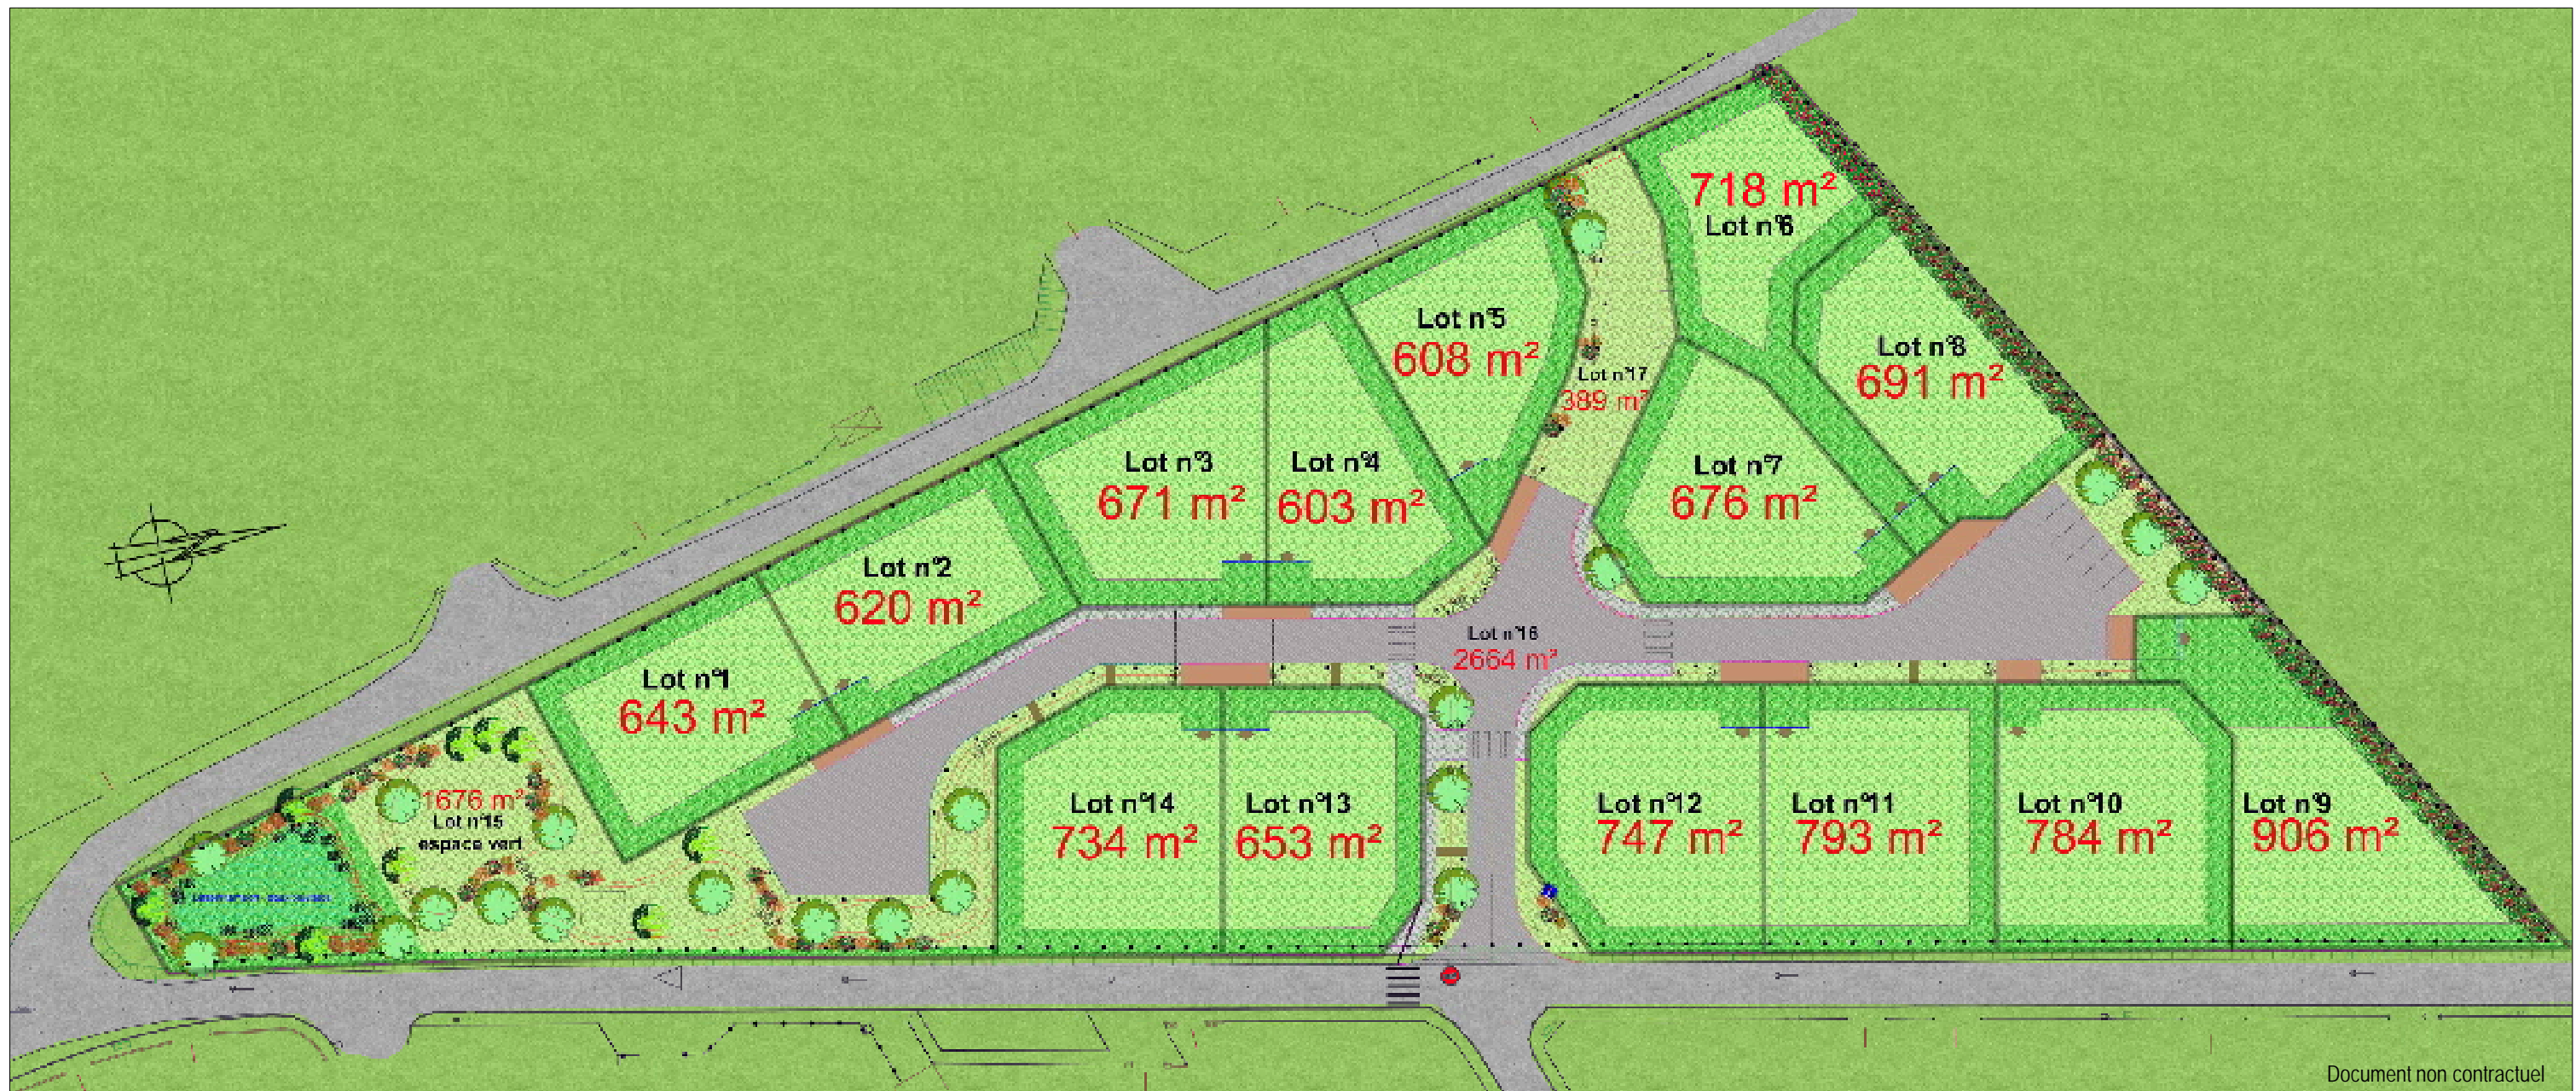 718 m²
Lot n°6
Lot n°5
608 m²
Lot n°8
691 m²
Lot n°17
389 m²
Lot n°3
671 m²
Lot n°4
603 m²
Lot n°7
676 m²
Lot n°2
620 m²
Lot n°16
2664 m²
Lot n°1
643 m²
1676 m²
Lot n°15
espace vert
Lot n°14
734 m²
Lot n°13
653 m²
Lot n°12
747 m²
Lot n°11
793 m²
Lot n°10
784 m²
Lot n°9
906 m²
Document non contractuel